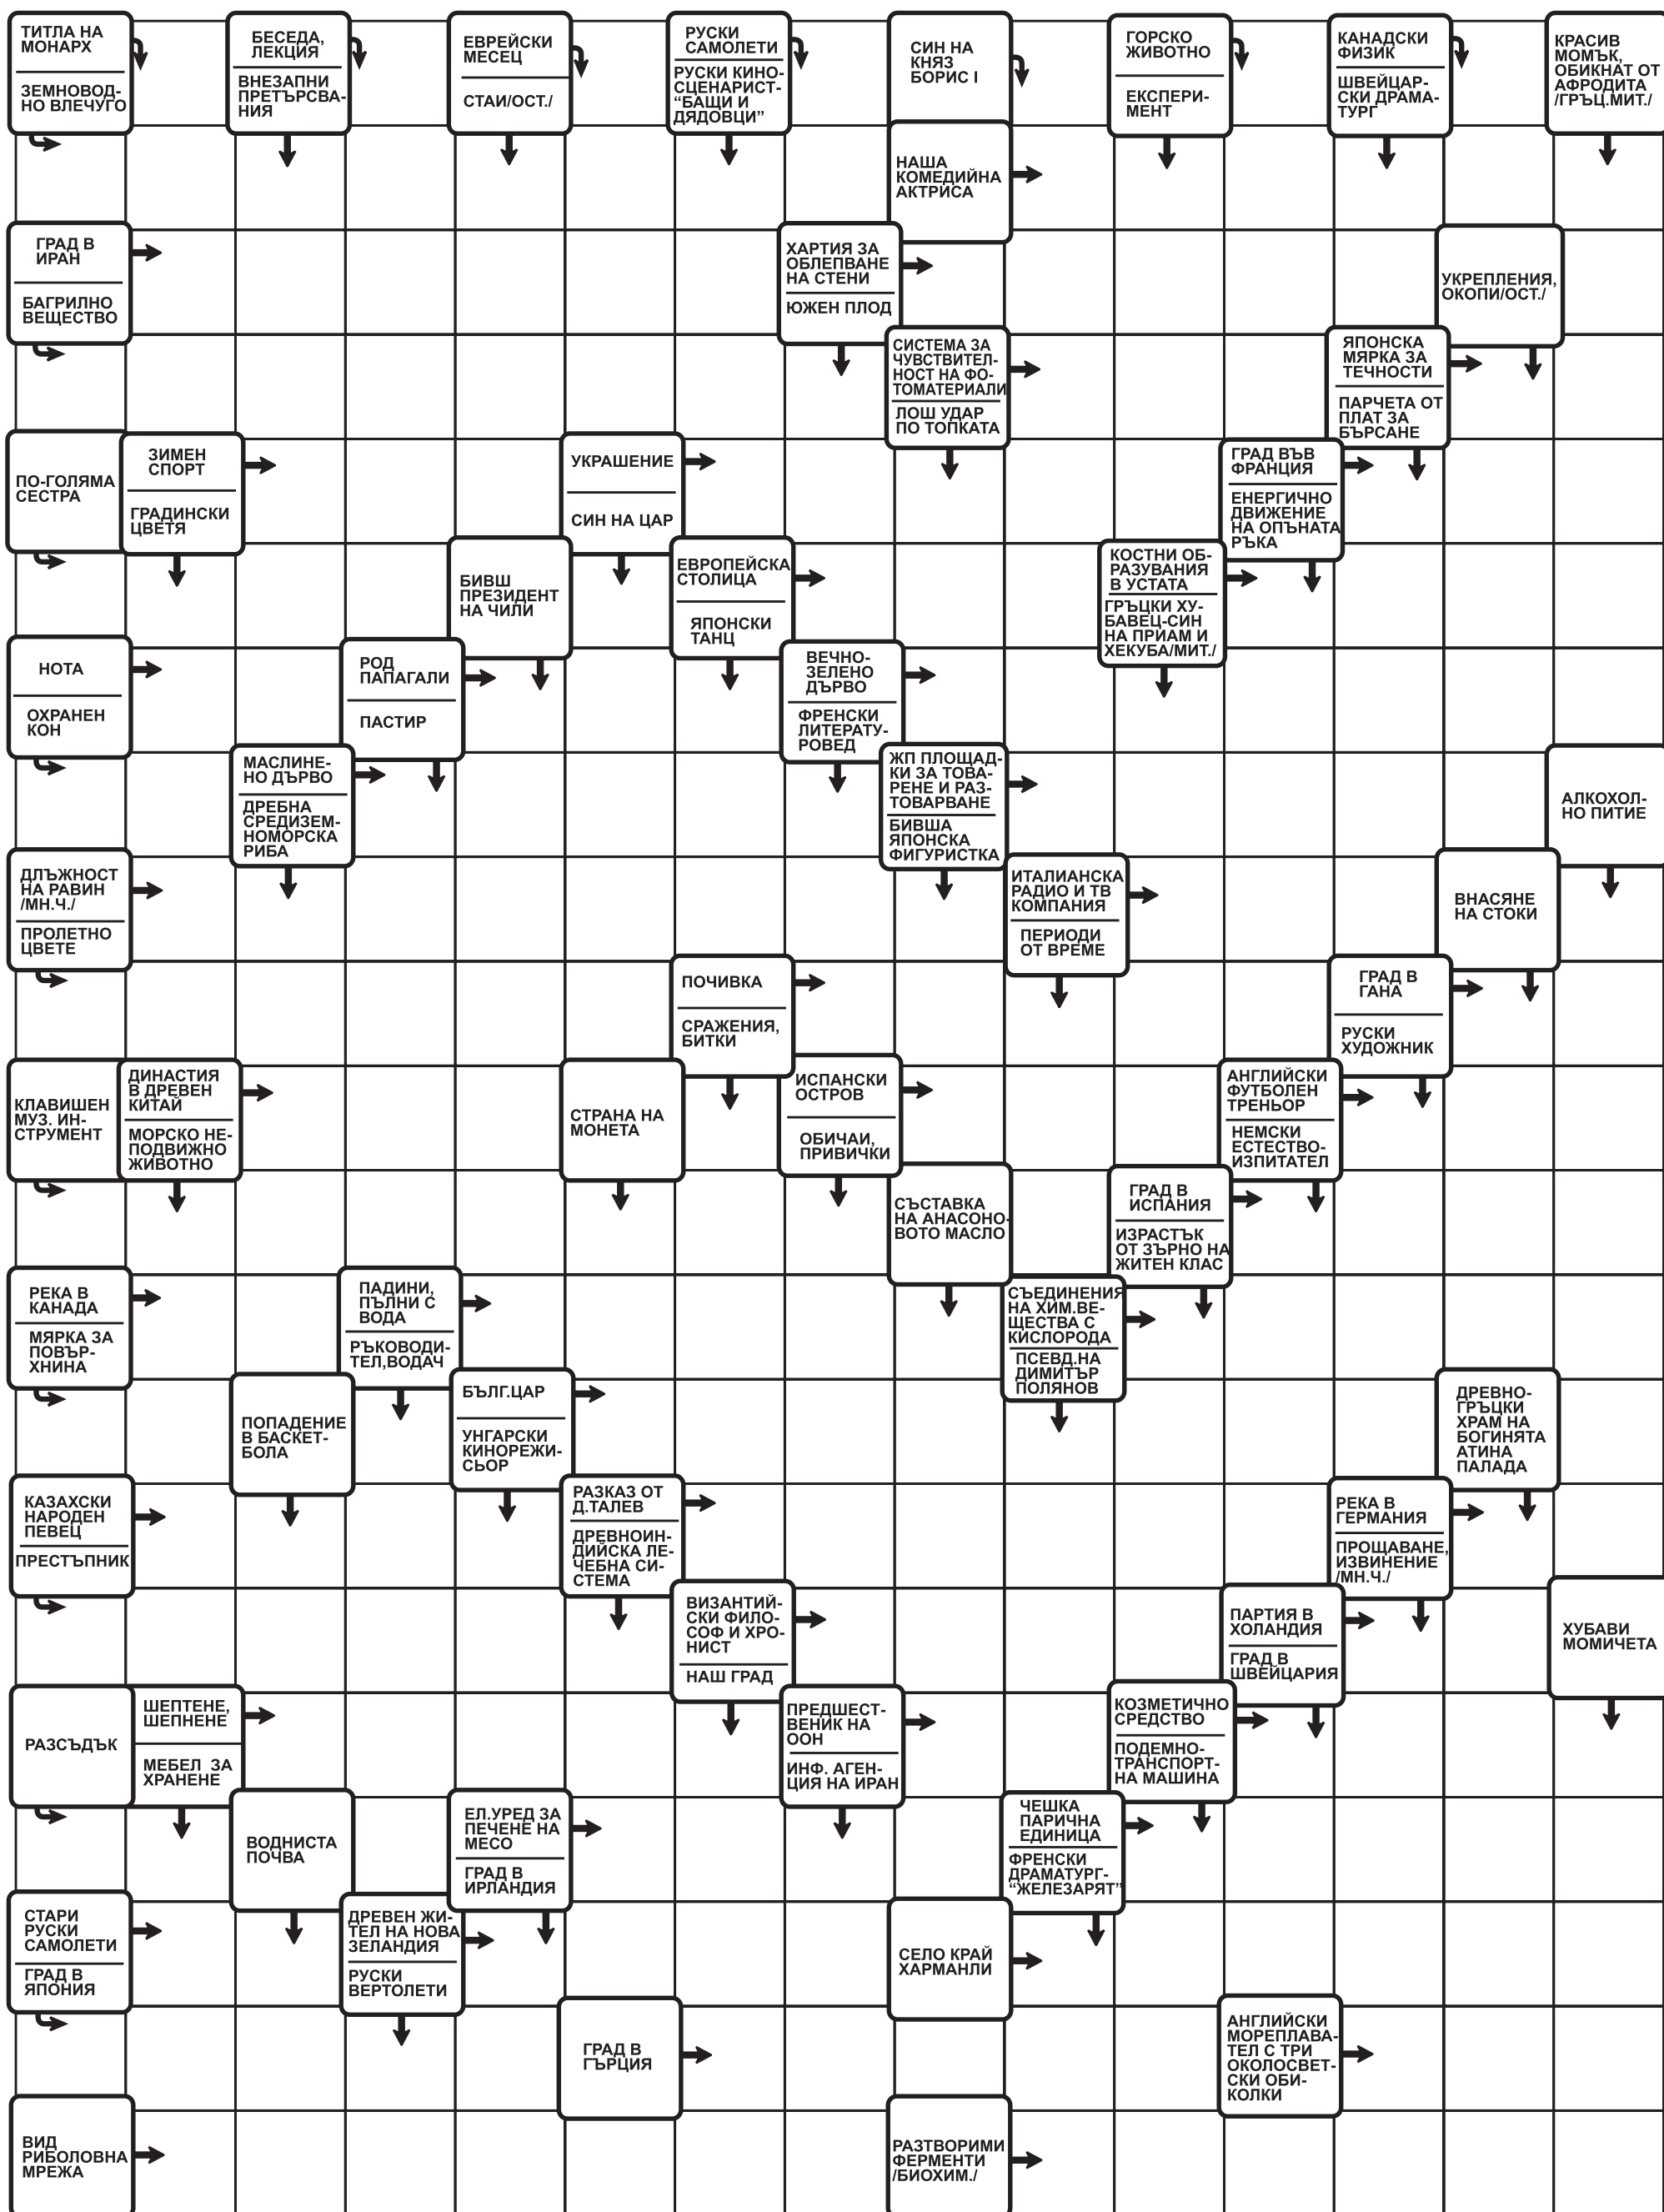 ТИТЛА НА
МОНАРХ
ЗЕМНОВОД-
НО ВЛЕЧУГО
БЕСЕДА,
ЛЕКЦИЯ
ВНЕЗАПНИ
ПРЕТЪРСВА-
НИЯ
ЕВРЕЙСКИ
МЕСЕЦ
СТАИ/ОСТ./
РУСКИ
САМОЛЕТИ
РУСКИ КИНО-
СЦЕНАРИСТ-
“БАЩИ И
ДЯДОВЦИ”
СИН НА
КНЯЗ
БОРИС I
ГОРСКО
ЖИВОТНО
ЕКСПЕРИ-
МЕНТ
КАНАДСКИ
ФИЗИК
ШВЕЙЦАР-
СКИ ДРАМА-
ТУРГ
КРАСИВ
МОМЪК,
ОБИКНАТ ОТ
АФРОДИТА
/ГРЪЦ.МИТ./
НАША
КОМЕДИЙНА
АКТРИСА
ГРАД В
ИРАН
БАГРИЛНО
ВЕЩЕСТВО
ХАРТИЯ ЗА
ОБЛЕПВАНЕ
НА СТЕНИ
ЮЖЕН ПЛОД
УКРЕПЛЕНИЯ,
ОКОПИ/ОСТ./
СИСТЕМА ЗА
ЧУВСТВИТЕЛ-
НОСТ НА ФО-
ТОМАТЕРИАЛИ
ЛОШ УДАР
ПО ТОПКАТА
ЯПОНСКА
МЯРКА ЗА
ТЕЧНОСТИ
ПАРЧЕТА ОТ
ПЛАТ ЗА
БЪРСАНЕ
ПО-ГОЛЯМА
СЕСТРА
ЗИМЕН
СПОРТ
ГРАДИНСКИ
ЦВЕТЯ
УКРАШЕНИЕ
СИН НА ЦАР
ГРАД ВЪВ
ФРАНЦИЯ
ЕНЕРГИЧНО
ДВИЖЕНИЕ
НА ОПЪНАТА
РЪКА
БИВШ
ПРЕЗИДЕНТ
НА ЧИЛИ
ЕВРОПЕЙСКА
СТОЛИЦА
ЯПОНСКИ
ТАНЦ
КОСТНИ ОБ-
РАЗУВАНИЯ
В УСТАТА
ГРЪЦКИ ХУ-
БАВЕЦ-СИН
НА ПРИАМ И
ХЕКУБА/МИТ./
НОТА
ОХРАНЕН
КОН
РОД
ПАПАГАЛИ
ПАСТИР
ВЕЧНО-
ЗЕЛЕНО
ДЪРВО
ФРЕНСКИ
ЛИТЕРАТУ-
РОВЕД
МАСЛИНЕ-
НО ДЪРВО
ДРЕБНА
СРЕДИЗЕМ-
НОМОРСКА
РИБА
ЖП ПЛОЩАД-
КИ ЗА ТОВА-
РЕНЕ И РАЗ-
ТОВАРВАНЕ
БИВША
ЯПОНСКА
ФИГУРИСТКА
АЛКОХОЛ-
НО ПИТИЕ
ДЛЪЖНОСТ
НА РАВИН
/МН.Ч./
ПРОЛЕТНО
ЦВЕТЕ
ИТАЛИАНСКА
РАДИО И ТВ
КОМПАНИЯ
ПЕРИОДИ
ОТ ВРЕМЕ
ВНАСЯНЕ
НА СТОКИ
ПОЧИВКА
СРАЖЕНИЯ,
БИТКИ
ГРАД В
ГАНА
РУСКИ
ХУДОЖНИК
КЛАВИШЕН
МУЗ. ИН-
СТРУМЕНТ
ДИНАСТИЯ
В ДРЕВЕН
КИТАЙ
МОРСКО НЕ-
ПОДВИЖНО
ЖИВОТНО
СТРАНА НА
МОНЕТА
ИСПАНСКИ
ОСТРОВ
ОБИЧАИ,
ПРИВИЧКИ
АНГЛИЙСКИ
ФУТБОЛЕН
ТРЕНЬОР
НЕМСКИ
ЕСТЕСТВО-
ИЗПИТАТЕЛ
СЪСТАВКА
НА АНАСОНО-
ВОТО МАСЛО
ГРАД В
ИСПАНИЯ
ИЗРАСТЪК
ОТ ЗЪРНО НА
ЖИТЕН КЛАС
РЕКА В
КАНАДА
МЯРКА ЗА
ПОВЪР-
ХНИНА
ПАДИНИ,
ПЪЛНИ С
ВОДА
РЪКОВОДИ-
ТЕЛ,ВОДАЧ
СЪЕДИНЕНИЯ
НА ХИМ.ВЕ-
ЩЕСТВА С
КИСЛОРОДА
ПСЕВД.НА
ДИМИТЪР
ПОЛЯНОВ
ПОПАДЕНИЕ
В БАСКЕТ-
БОЛА
БЪЛГ.ЦАР
УНГАРСКИ
КИНОРЕЖИ-
СЬОР
ДРЕВНО-
ГРЪЦКИ
ХРАМ НА
БОГИНЯТА
АТИНА
ПАЛАДА
КАЗАХСКИ
НАРОДЕН
ПЕВЕЦ
ПРЕСТЪПНИК
РАЗКАЗ ОТ
Д.ТАЛЕВ
ДРЕВНОИН-
ДИЙСКА ЛЕ-
ЧЕБНА СИ-
СТЕМА
РЕКА В
ГЕРМАНИЯ
ПРОЩАВАНЕ,
ИЗВИНЕНИЕ
/МН.Ч./
ВИЗАНТИЙ-
СКИ ФИЛО-
СОФ И ХРО-
НИСТ
НАШ ГРАД
ПАРТИЯ В
ХОЛАНДИЯ
ГРАД В
ШВЕЙЦАРИЯ
ХУБАВИ
МОМИЧЕТА
РАЗСЪДЪК
ШЕПТЕНЕ,
ШЕПНЕНЕ
МЕБЕЛ ЗА
ХРАНЕНЕ
ПРЕДШЕСТ-
ВЕНИК НА
ООН
ИНФ. АГЕН-
ЦИЯ НА ИРАН
КОЗМЕТИЧНО
СРЕДСТВО
ПОДЕМНО-
ТРАНСПОРТ-
НА МАШИНА
ВОДНИСТА
ПОЧВА
ЕЛ.УРЕД ЗА
ПЕЧЕНЕ НА
МЕСО
ГРАД В
ИРЛАНДИЯ
ЧЕШКА
ПАРИЧНА
ЕДИНИЦА
ФРЕНСКИ
ДРАМАТУРГ-
“ЖЕЛЕЗАРЯТ”
СТАРИ
РУСКИ
САМОЛЕТИ
ГРАД В
ЯПОНИЯ
ДРЕВЕН ЖИ-
ТЕЛ НА НОВА
ЗЕЛАНДИЯ
РУСКИ
ВЕРТОЛЕТИ
СЕЛО КРАЙ
ХАРМАНЛИ
ГРАД В
ГЪРЦИЯ
АНГЛИЙСКИ
МОРЕПЛАВА-
ТЕЛ С ТРИ
ОКОЛОСВЕТ-
СКИ ОБИ-
КОЛКИ
ВИД
РИБОЛОВНА
МРЕЖА
РАЗТВОРИМИ
ФЕРМЕНТИ
/БИОХИМ./